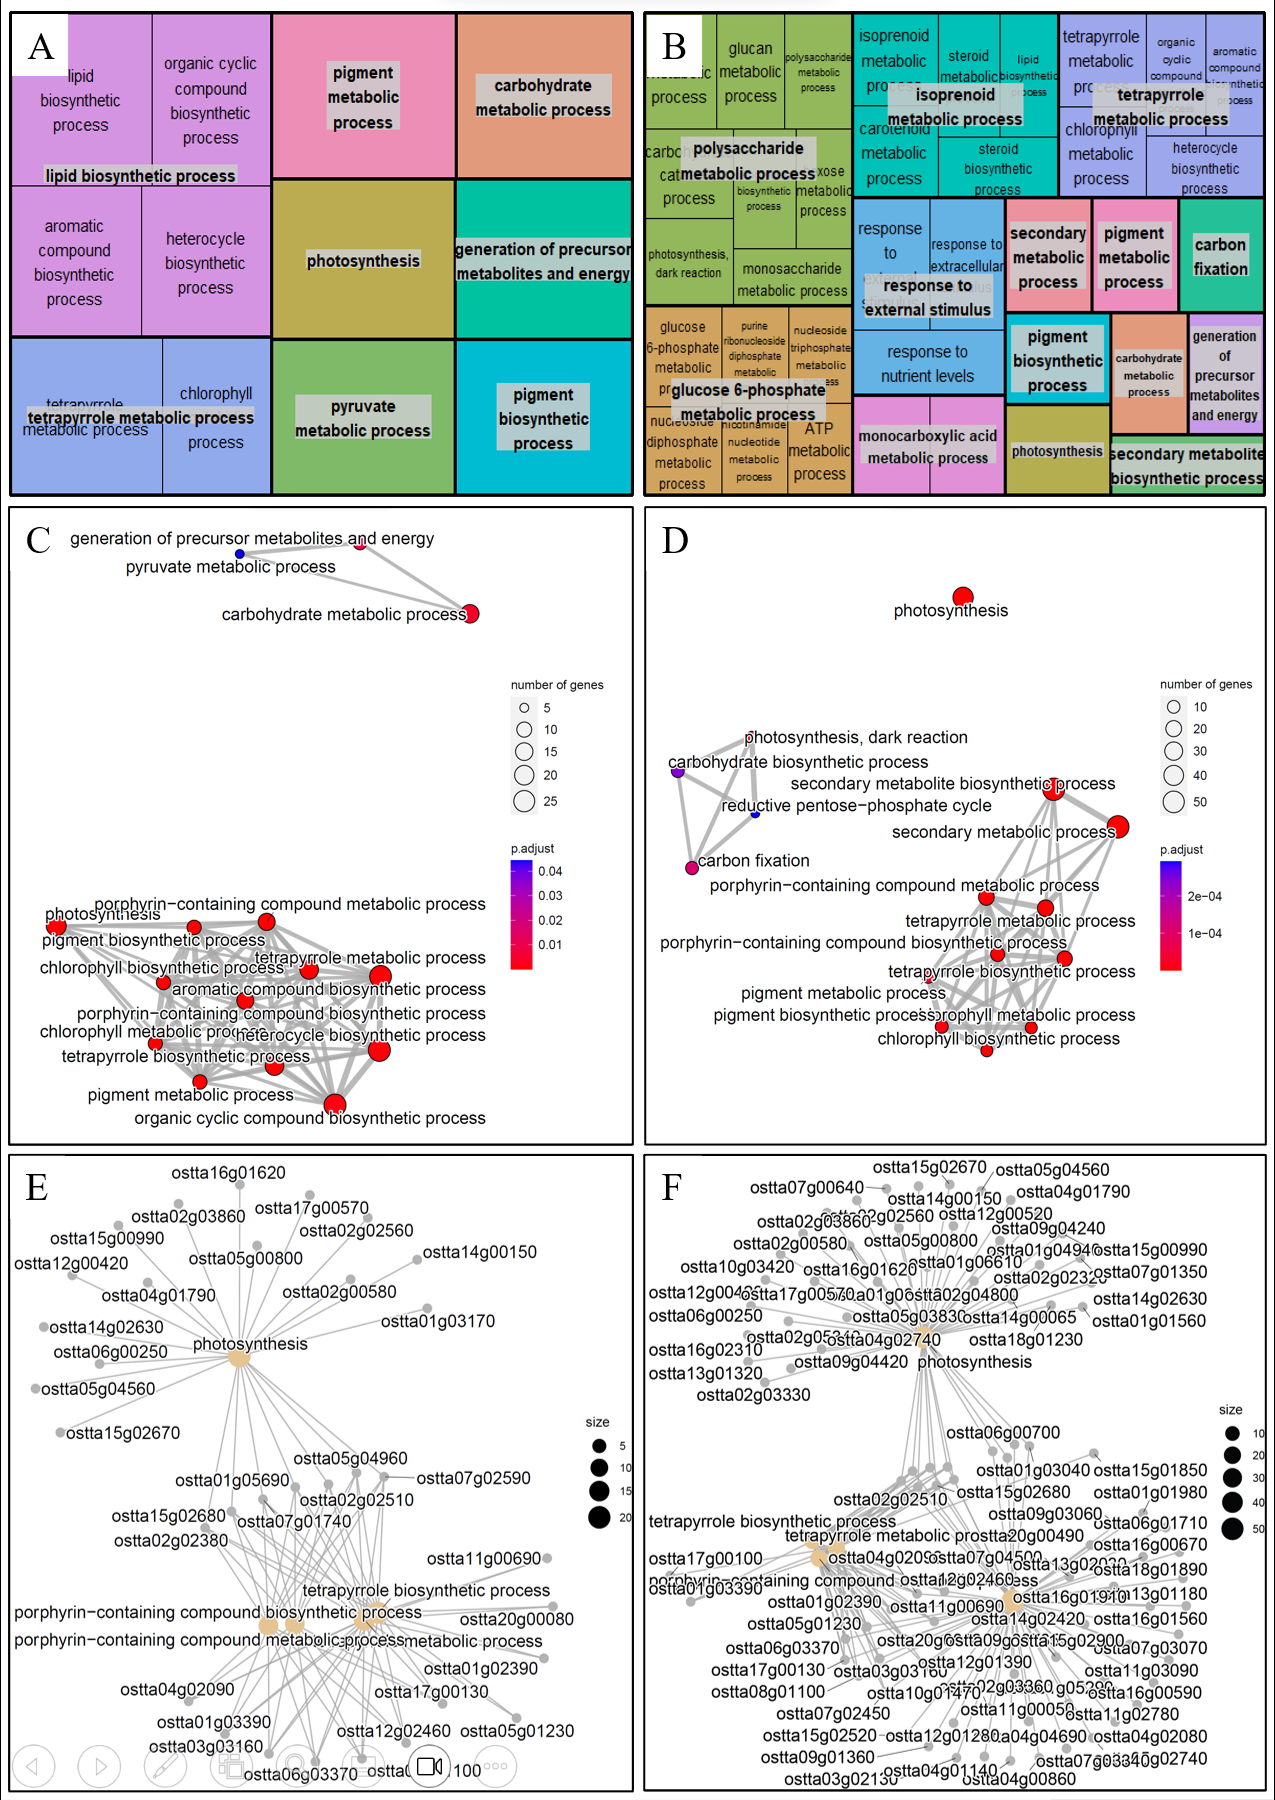 A
lipid
biosynthetic
process
organic cyclic
compound
biosynthetic
process
lipid biosynthetic process
aromatic
compound
biosynthetic
process
heterocycle
biosynthetic
process
tetrapyrrole
metabolic process
chlorophyll
process
tetrapyrrole metabolic process
pigment
metabolic
process
carbohydrate
metabolic process
photosynthesis
generation of precursor
metabolites and energy
pyruvate
metabolic process
pigment
biosynthetic
process
B
process
glucan
metabolic
process
polysaccharide
metabolic
process
polysaccharide
metabolic process
process
biosynthetic
process
metabolic
process
photosynthesis,
dark reaction
monosaccharide
metabolic process
isoprenoid
metabolic
process
steroid
metabolic
lipid
biosynthetic
process
isoprenoid
metabolic process
carotenoid
metabolic
process
steroid
biosynthetic
process
tetrapyrrole
metabolic
process
organic
cyclic
compound
aromatic
compound
biosynthetic
process
tetrapyrrole
metabolic process
chlorophyll
metabolic
process
heterocycle
biosynthetic
process
glucose
6-phosphate
metabolic
purine
ribonucleoside
diphosphate
metabolic
nucleoside
triphosphate
metabolic
process
glucose 6-phosphate
metabolic process
nucleoside
diphosphate
metabolic
process
nicotinamide
nucleotide
metabolic
process
ATP
metabolic
process
response
to
response to
extracellular
response to
external stimulus
response to
nutrient levels
monocarboxylic acid
metabolic process
secondary
metabolic
process
pigment
metabolic
process
carbon
fixation
pigment
biosynthetic
process
carbohydrate
metabolic
process
generation
of
precursor
metabolites
and energy
photosynthesis
secondary metabolite
biosynthetic process
C
generation of precursor metabolites and energy
pyruvate metabolic process
carbohydrate metabolic process
number of genes
5
10
15
20
25
p.adjust
0.04
0.03
0.02
0.01
porphyrin−containing compound metabolic process
photosynthesis
pigment biosynthetic process
tetrapyrrole metabolic process
chlorophyll biosynthetic process
aromatic compound biosynthetic process
porphyrin−containing compound biosynthetic process
chlorophyll metabolic process
heterocycle biosynthetic process
tetrapyrrole biosynthetic process
pigment metabolic process
organic cyclic compound biosynthetic process
D
photosynthesis
number of genes
10
20
30
40
50
photosynthesis, dark reaction
carbohydrate biosynthetic process
secondary metabolite biosynthetic process
reductive pentose−phosphate cycle
secondary metabolic process
p.adjust
2e−04
1e−04
carbon fixation
porphyrin−containing compound metabolic process
tetrapyrrole metabolic process
porphyrin−containing compound biosynthetic process
tetrapyrrole biosynthetic process
pigment metabolic process
pigment biosynthetic process
chlorophyll metabolic process
chlorophyll biosynthetic process
E
ostta16g01620
ostta02g03860
ostta17g00570
ostta15g00990
ostta02g02560
ostta12g00420
ostta05g00800
ostta14g00150
ostta04g01790
ostta02g00580
ostta14g02630
ostta01g03170
photosynthesis
ostta06g00250
ostta05g04560
ostta15g02670
size
5
10
15
20
ostta05g04960
ostta01g05690
ostta07g02590
ostta02g02510
ostta15g02680
ostta07g01740
ostta02g02380
ostta11g00690
tetrapyrrole biosynthetic process
porphyrin−containing compound biosynthetic process
ostta20g00080
porphyrin−containing compound metabolic process
metabolic process
ostta01g02390
ostta04g02090
ostta17g00130
ostta01g03390
ostta12g02460
ostta05g01230
ostta03g03160
ostta06g03370
100
F
ostta15g02670
ostta05g04560
ostta07g00640
ostta14g00150
ostta04g01790
ostta02g03860
ostta02g02560
ostta12g00520
ostta09g04240
ostta02g00580
ostta05g00800
ostta01g04940
ostta15g00990
ostta10g03420
ostta16g01620
ostta01g06610
ostta02g02320
ostta07g01350
ostta17g00570
ostta02g04800
ostta14g02630
ostta06g00250
ostta05g03830
ostta14g00065
ostta01g01560
ostta04g02740
ostta18g01230
ostta16g02310
ostta09g04420
photosynthesis
ostta13g01320
ostta02g03330
size
10
20
30
40
50
ostta06g00700
ostta01g03040
ostta15g01850
ostta02g02510
ostta15g02680
ostta01g01980
ostta09g03060
ostta06g01710
tetrapyrrole biosynthetic process
tetrapyrrole metabolic
ostta20g00490
ostta16g00670
ostta17g00100
ostta07g04500
ostta18g01890
ostta12g02460
ostta01g03390
ostta01g02390
ostta11g00690
ostta16g01910
ostta13g01180
ostta05g01230
ostta14g02420
ostta16g01560
ostta06g03370
ostta15g02900
ostta07g03070
ostta17g00130
ostta03g03160
ostta12g01390
ostta11g03090
ostta08g01100
ostta10g01470
ostta02g03360
ostta16g00590
ostta07g02450
ostta11g00050
ostta11g02780
ostta15g02520
ostta12g01280
ostta04g04690
ostta04g02080
ostta09g01360
ostta04g01140
ostta03g02130
ostta04g00860